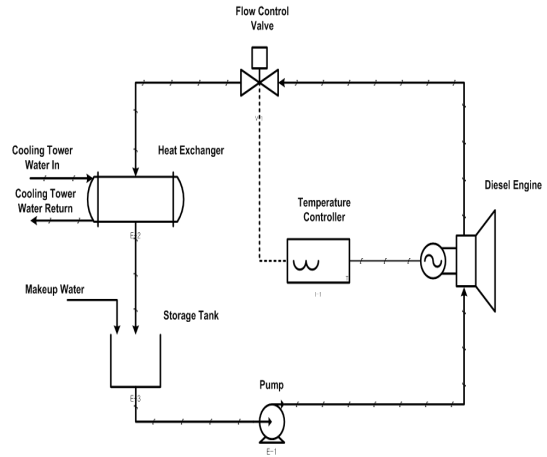 Flow Control
Valve
Cooling Tower
Water In
Heat Exchanger
Cooling Tower
Water Return
Diesel Engine
Temperature
Controller
Makeup Water
Storage Tank
Pump
E-1